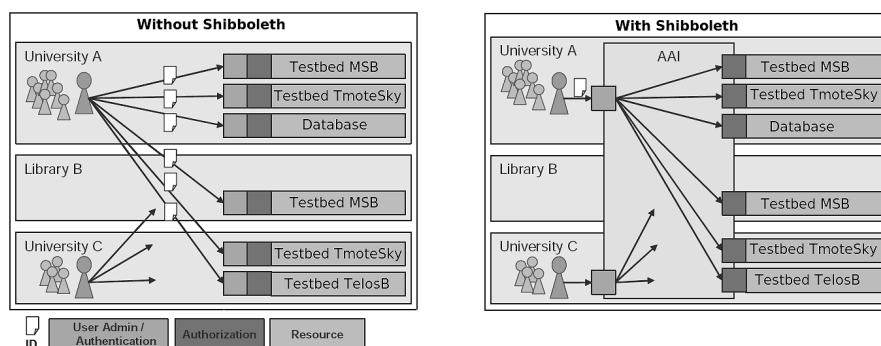 Without Shibboleth
University A
Testbed MSB
Testbed TmoteSky
Database
Library B
Testbed MSB
University C
Testbed TmoteSky
Testbed TelosB
ID
User Admin /
Authentication
Authorization
Resource
With Shibboleth
University A
AAI
Testbed MSB
Testbed TmoteSky
Database
Library B
Testbed MSB
University C
Testbed TmoteSky
Testbed TelosB